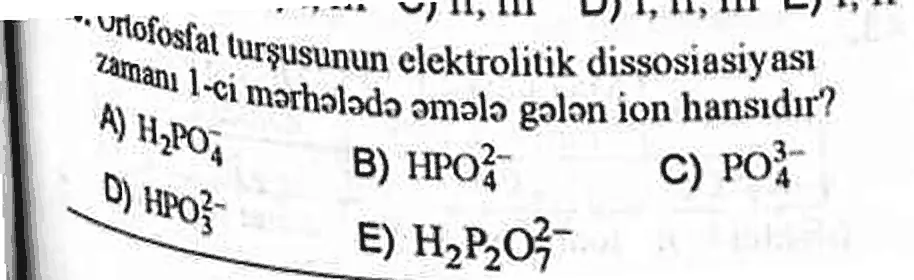 Ortofosfat turşusunun elektrolitik dissosiasiyası
zamanı 1-ci mərhələdə əmələ gələn ion hansıdır?
A) H₂PO₄⁻ B) HPO₄²⁻ C) PO₄³⁻
D) HPO₃²⁻ E) H₂P₂O₇²⁻